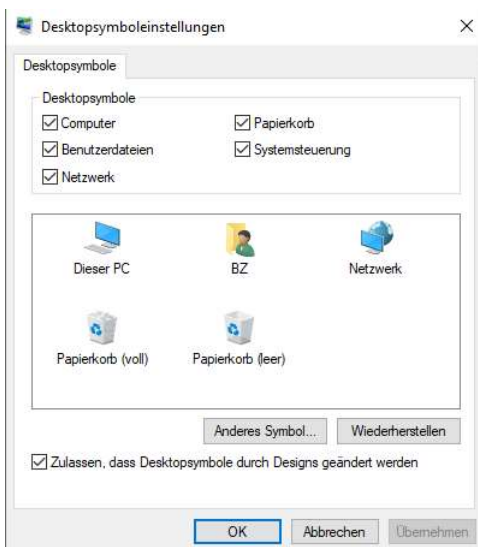 Desktopsymboleinstellungen
Desktopsymbole
Desktopsymbole
Computer
Papierkorb
Benutzerdateien
Systemsteuerung
Netzwerk
Dieser PC
BZ
Netzwerk
Papierkorb (voll)
Papierkorb (leer)
Anderes Symbol...
Wiederherstellen
Zulassen, dass Desktopsymbole durch Designs geändert werden
OK
Abbrechen
Übernehmen